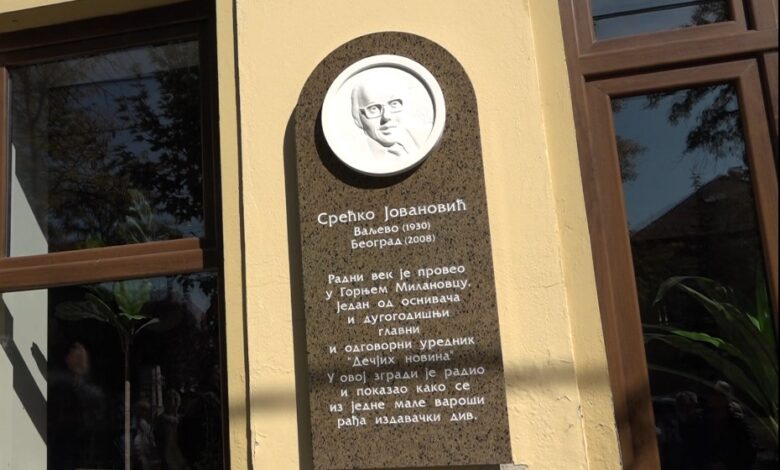 Срећко Јовановић
Ваљево (1930)
Београд (2008)
Радни век је провео
у Горњем Милановцу.
Један од оснивача
и дугогодишњи
главни
и одговорни уредник
"Дечјих новина"
У овој згради је радио
и показао како се
из једне мале вароши
рађа издавачки див.